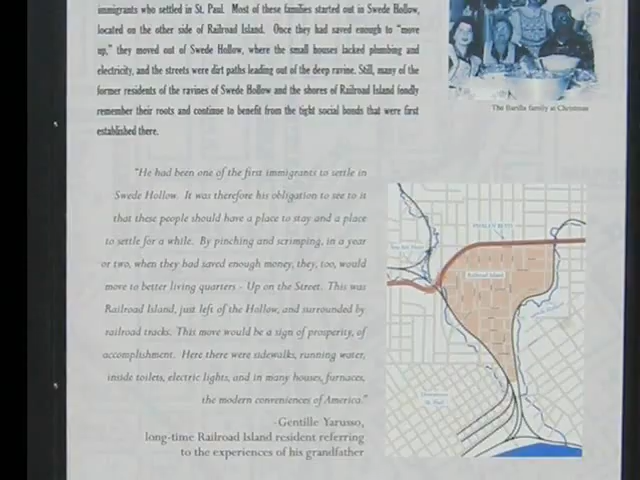 immigrants who settled in St. Paul. Most of these families started out in Swede Hollow,
located on the other side of Railroad Island. Once they had saved enough to "move
up," they moved out of Swede Hollow, where the small houses lacked plumbing and
electricity, and the streets were dirt paths leading out of the deep ravine. Still, many of the
former residents of the ravines of Swede Hollow and the shores of Railroad Island fondly
remember their roots and continue to benefit from the tight social bonds that were first
established there.
The Barilla family at Christmas
"He had been one of the first immigrants to settle in
Swede Hollow. It was therefore his obligation to see to it
that these people should have a place to stay and a place
to settle for a while. By pinching and scrimping, in a year
or two, when they had saved enough money, they, too, would
move to better living quarters - Up on the Street. This was
Railroad Island, just left of the Hollow, and surrounded by
railroad tracks. This move would be a sign of prosperity, of
accomplishment. Here there were sidewalks, running water,
inside toilets, electric lights, and in many houses, furnaces,
the modern conveniences of America."
-Gentille Yarusso,
long-time Railroad Island resident referring
to the experiences of his grandfather
PHALEN BLVD
Railroad Island
Downtown
St. Paul